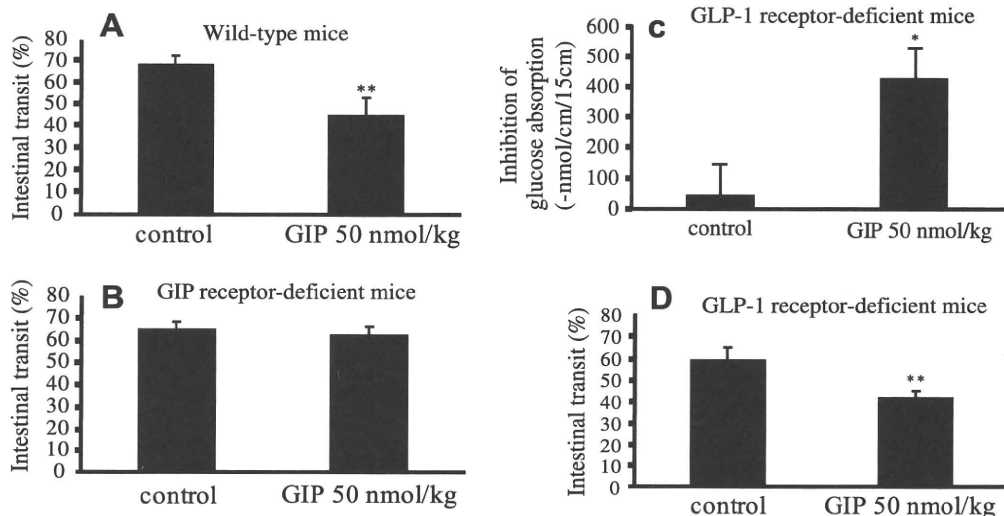 A
Wild-type mice
Intestinal transit (%)
80
70
60
50
40
30
20
10
0
**
control
GIP 50 nmol/kg
B
GIP receptor-deficient mice
Intestinal transit (%)
80
70
60
50
40
30
20
10
0
control
GIP 50 nmol/kg
C
GLP-1 receptor-deficient mice
Inhibition of
glucose absorption
(-nmol/cm/15cm)
600
500
400
300
200
100
0
*
control
GIP 50 nmol/kg
D
GLP-1 receptor-deficient mice
Intestinal transit (%)
80
70
60
50
40
30
20
10
0
**
control
GIP 50 nmol/kg